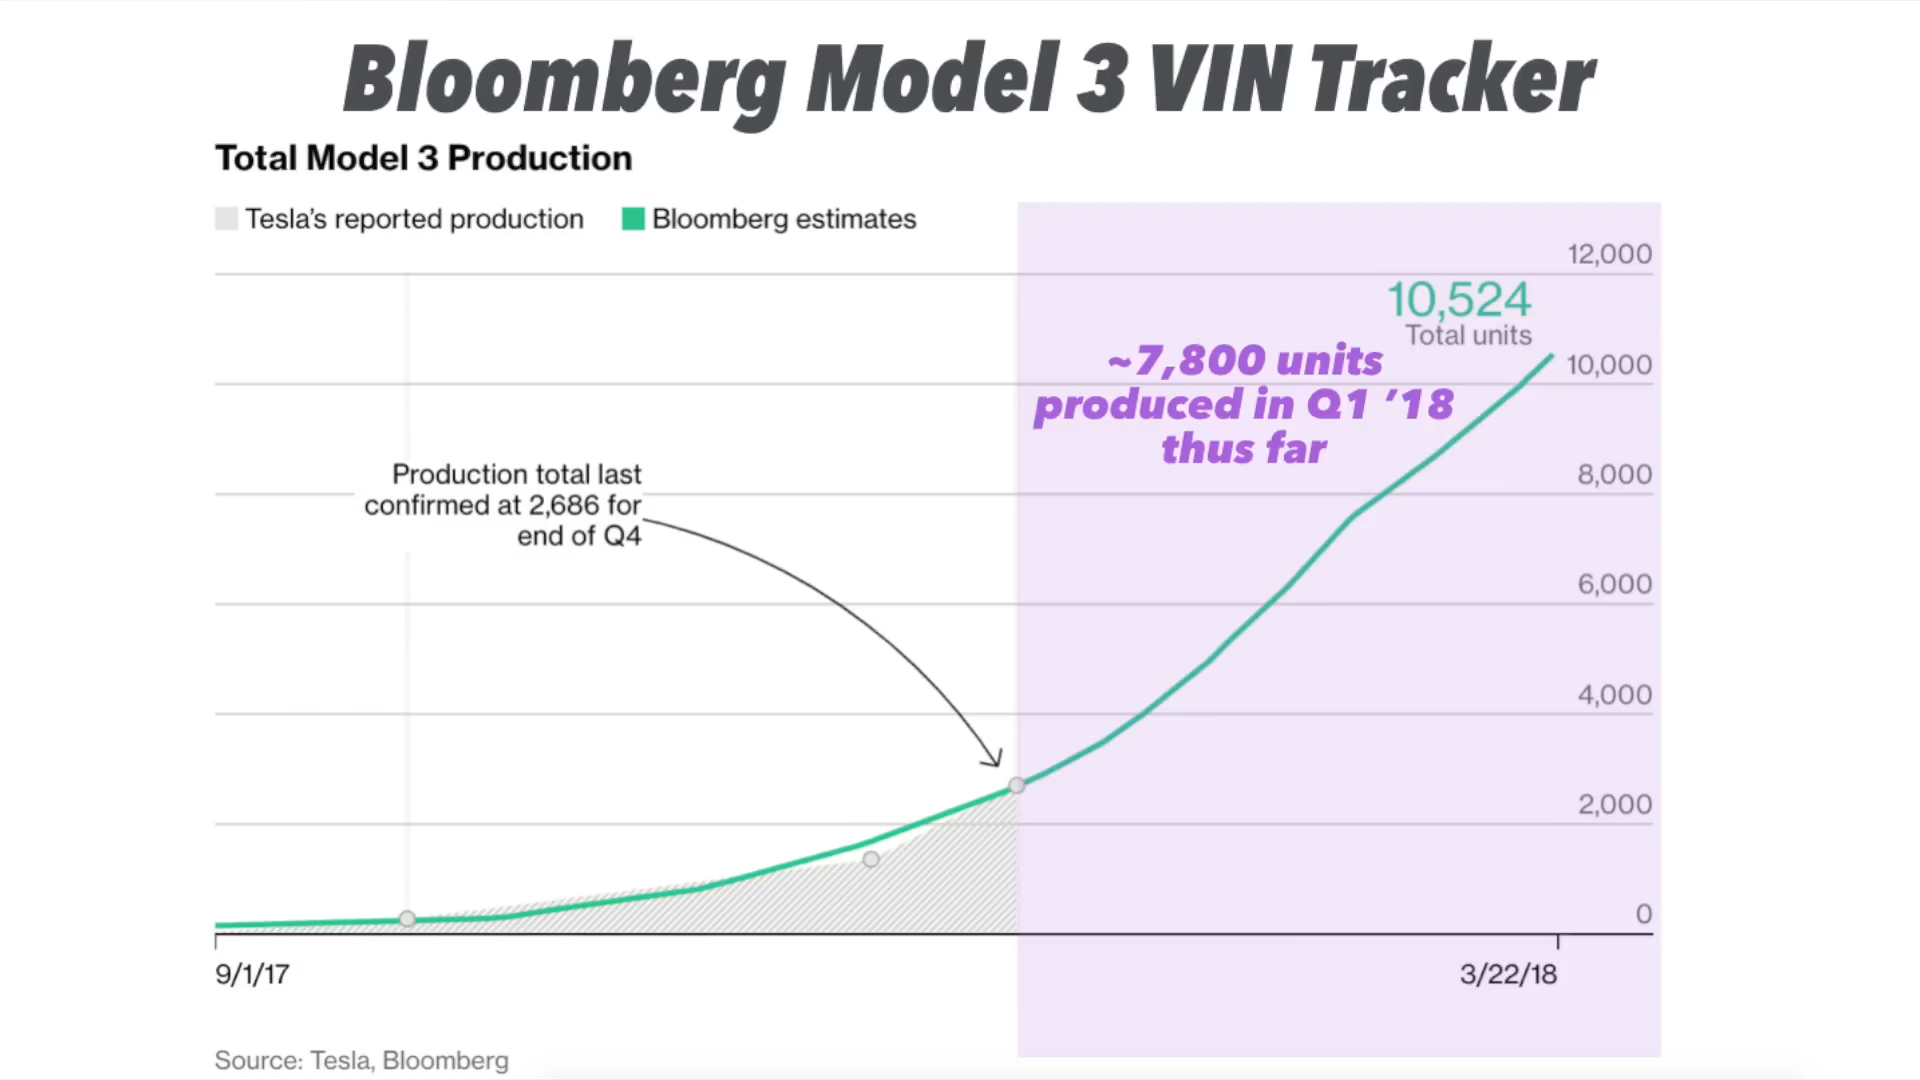 Bloomberg Model 3 VIN Tracker
Total Model 3 Production
Tesla's reported production
Bloomberg estimates
12,000
10,524
Total units
~7,800 units
produced in Q1 '18
thus far
10,000
Production total last
confirmed at 2,686 for
end of Q4
8,000
6,000
4,000
2,000
0
9/1/17
3/22/18
Source: Tesla, Bloomberg